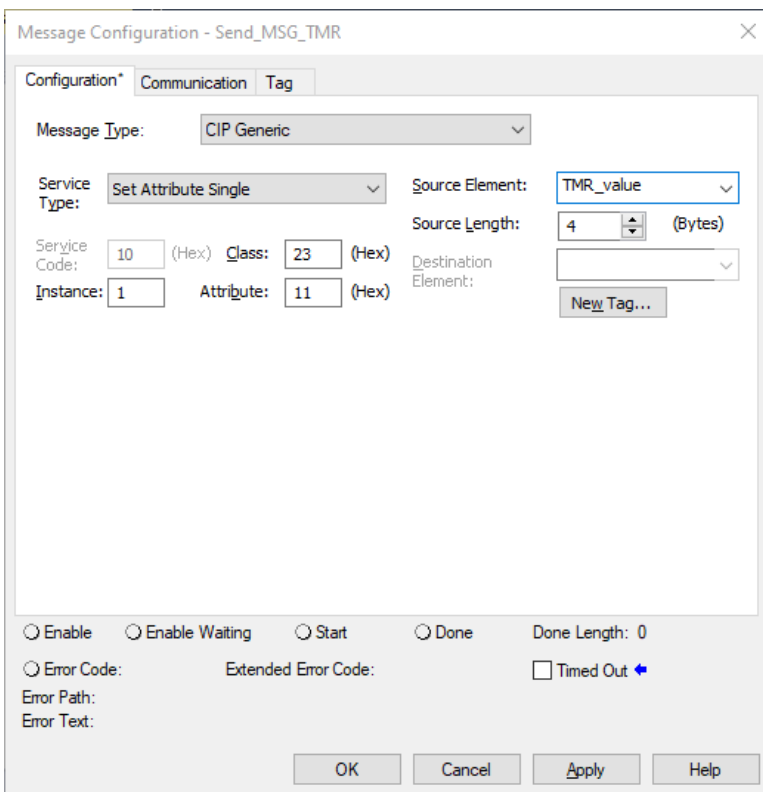 Message Configuration - Send_MSG_TMR
Configuration* Communication Tag
Message Type: CIP Generic
Service Type: Set Attribute Single
Source Element: TMR_value
Source Length: 4 (Bytes)
Service Code: 10 (Hex) Class: 23 (Hex)
Destination Element:
Instance: 1 Attribute: 11 (Hex)
New Tag...
Enable Enable Waiting Start Done Done Length: 0
Error Code: Extended Error Code: Timed Out
Error Path:
Error Text:
OK Cancel Apply Help